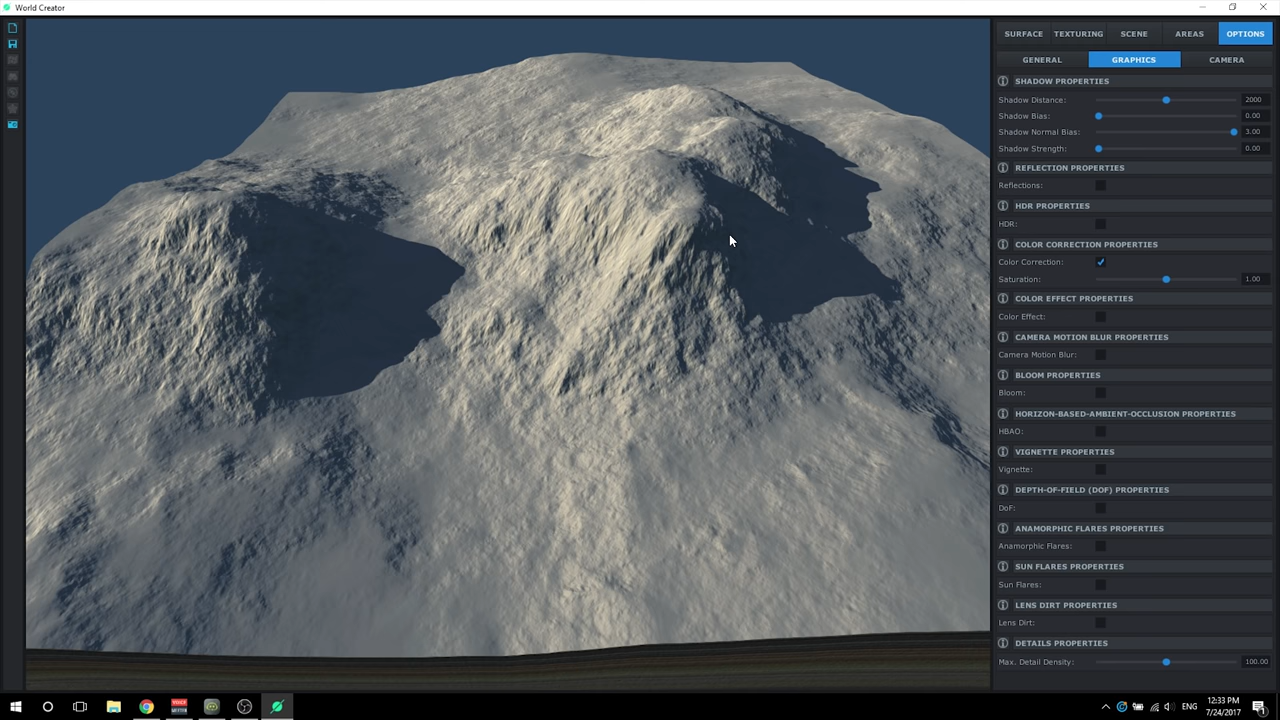 World Creator
SURFACE TEXTURING SCENE AREAS OPTIONS
GENERAL GRAPHICS CAMERA
SHADOW PROPERTIES
Shadow Distance: 2000
Shadow Bias: 0.00
Shadow Normal Bias: 3.00
Shadow Strength: 0.00
REFLECTION PROPERTIES
Reflections:
HDR PROPERTIES
HDR:
COLOR CORRECTION PROPERTIES
Color Correction:
Saturation: 1.00
COLOR EFFECT PROPERTIES
Color Effect:
CAMERA MOTION BLUR PROPERTIES
Camera Motion Blur:
BLOOM PROPERTIES
Bloom:
HORIZON-BASED-AMBIENT-OCCLUSION PROPERTIES
HBAO:
VIGNETTE PROPERTIES
Vignette:
DEPTH-OF-FIELD (DOF) PROPERTIES
DoF:
ANAMORPHIC FLARES PROPERTIES
Anamorphic Flares:
SUN FLARES PROPERTIES
Sun Flares:
LENS DIRT PROPERTIES
Lens Dirt:
DETAILS PROPERTIES
Max. Detail Density: 100.00
ENG 12:33 PM
7/24/2017